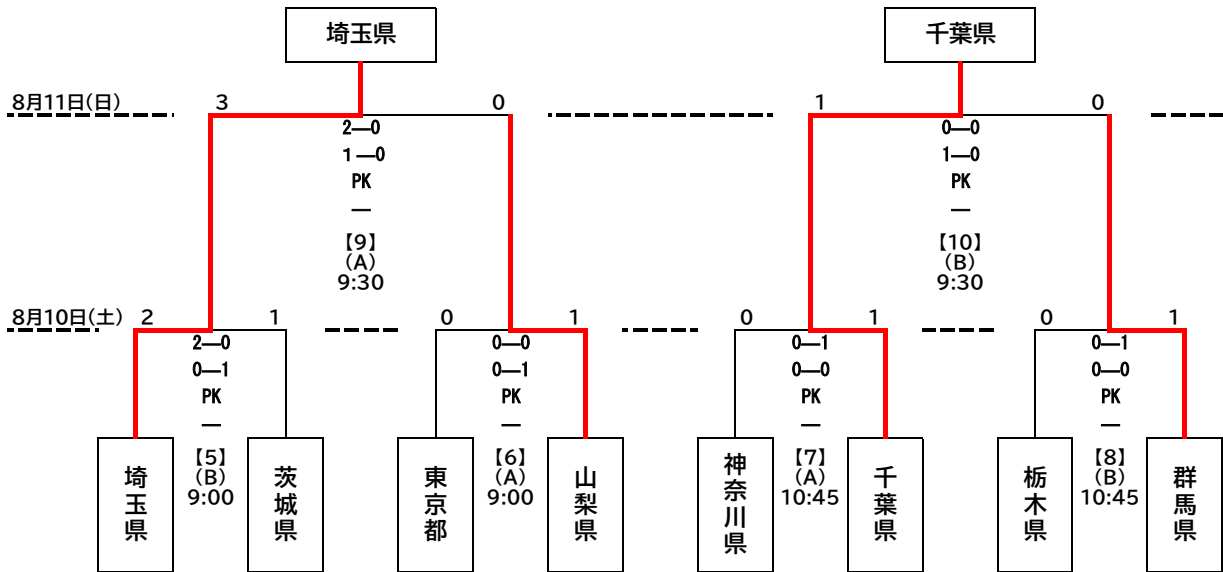 埼玉県
千葉県
8月11日(日)
3
0
1
0
2―0
1―0
PK
―
【9】
(A)
9:30
0―0
1―0
PK
―
【10】
(B)
9:30
8月10日(土)
2
1
0
1
0
1
0
1
2―0
0―1
PK
―
【5】
(B)
9:00
0―0
0―1
PK
―
【6】
(A)
9:00
0―1
0―0
PK
―
【7】
(A)
10:45
0―1
0―0
PK
―
【8】
(B)
10:45
埼玉県
茨城県
東京都
山梨県
神奈川県
千葉県
栃木県
群馬県